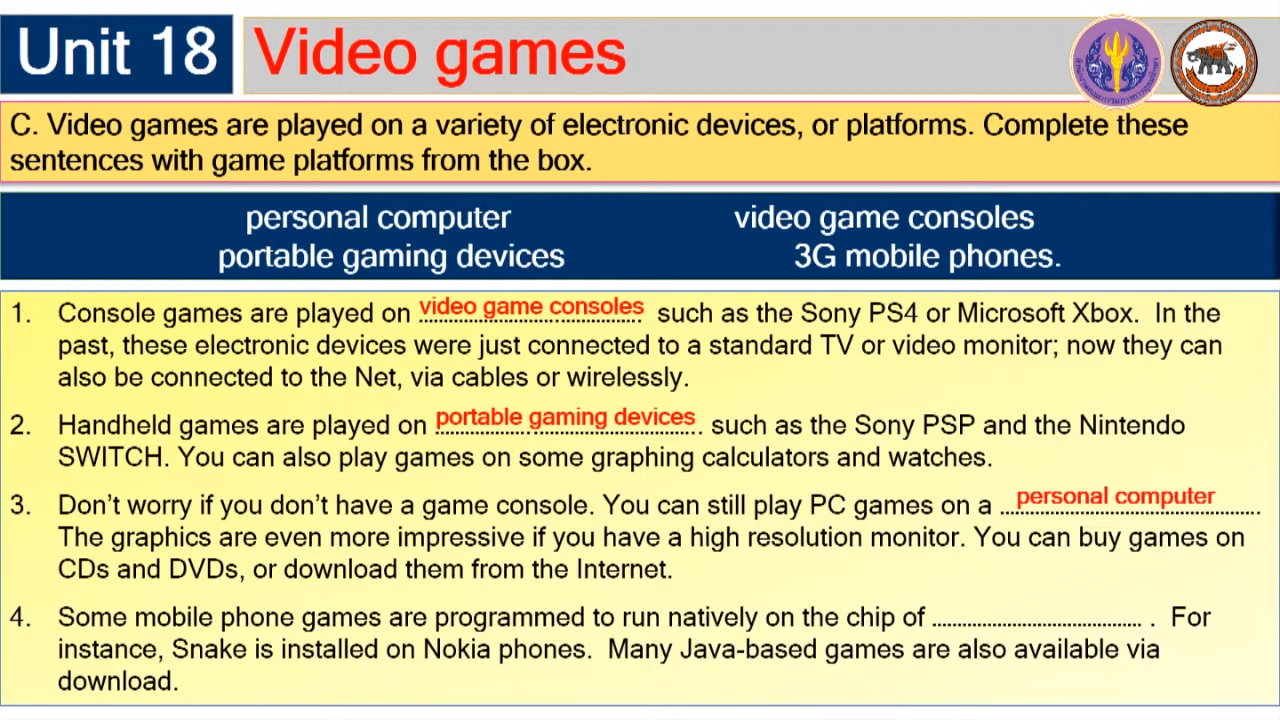 Unit 18 Video games
C. Video games are played on a variety of electronic devices, or platforms. Complete these
sentences with game platforms from the box.
personal computer video game consoles
portable gaming devices 3G mobile phones.
1. Console games are played on video game consoles such as the Sony PS4 or Microsoft Xbox. In the
past, these electronic devices were just connected to a standard TV or video monitor; now they can
also be connected to the Net, via cables or wirelessly.
2. Handheld games are played on portable gaming devices. such as the Sony PSP and the Nintendo
SWITCH. You can also play games on some graphing calculators and watches.
3. Don’t worry if you don’t have a game console. You can still play PC games on a personal computer.
The graphics are even more impressive if you have a high resolution monitor. You can buy games on
CDs and DVDs, or download them from the Internet.
4. Some mobile phone games are programmed to run natively on the chip of ........................................ . For
instance, Snake is installed on Nokia phones. Many Java-based games are also available via
download.